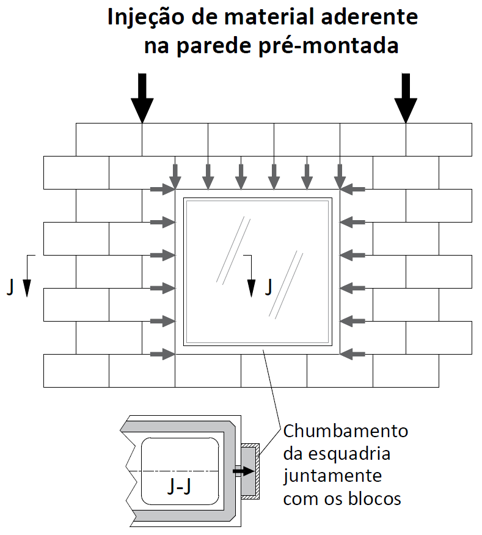 Injeção de material aderente
na parede pré-montada
J
J
J-J
Chumbamento
da esquadria
juntamente
com os blocos